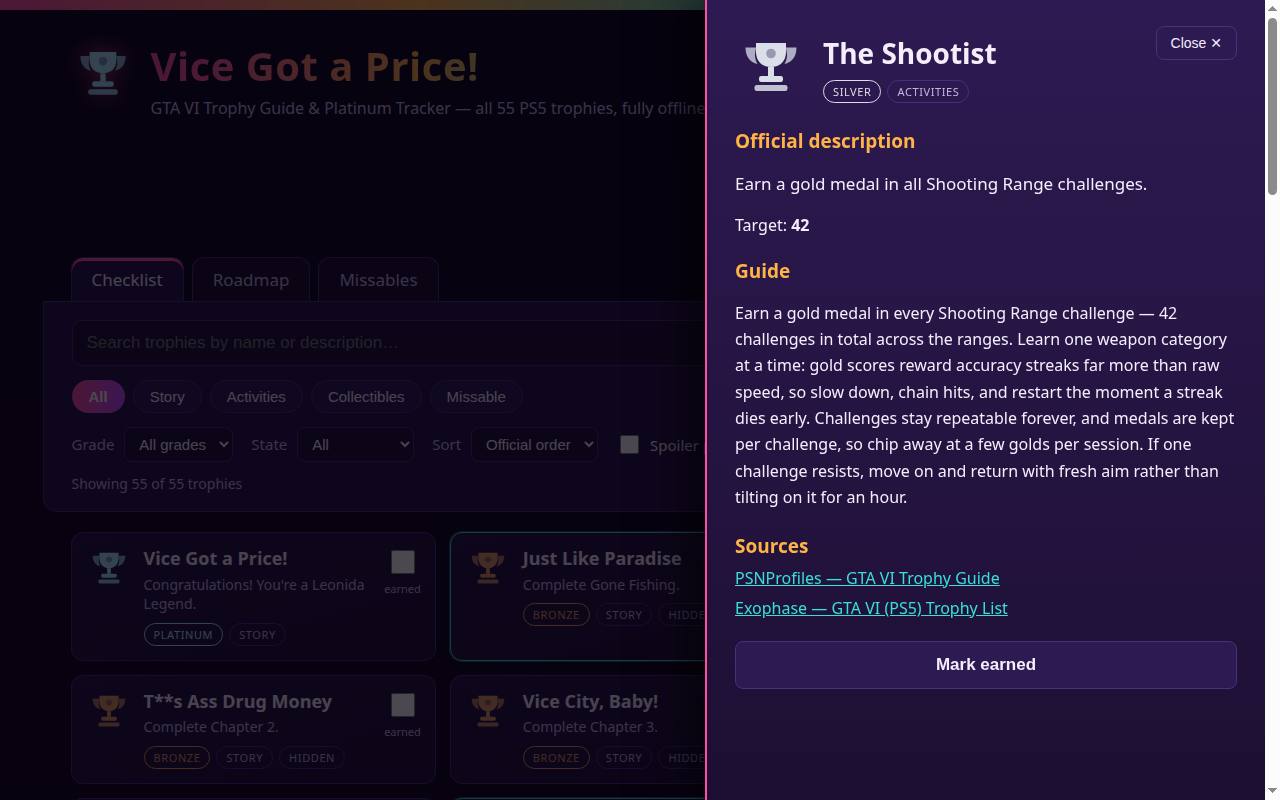 Vice Got a Price!
GTA VI Trophy Guide & Platinum Tracker — all 55 PS5 trophies, fully offline
Checklist
Roadmap
Missables
Search trophies by name or description…
All
Story
Activities
Collectibles
Missable
Grade
All grades
State
All
Sort
Official order
Spoiler
Showing 55 of 55 trophies
Vice Got a Price!
Congratulations! You're a Leonida
Legend.
PLATINUM
STORY
earned
Just Like Paradise
Complete Gone Fishing.
BRONZE
STORY
T**s Ass Drug Money
Complete Chapter 2.
BRONZE
STORY
HIDDEN
earned
Vice City, Baby!
Complete Chapter 3.
BRONZE
STORY
The Shootist
SILVER
ACTIVITIES
Close ✕
Official description
Earn a gold medal in all Shooting Range challenges.
Target: 42
Guide
Earn a gold medal in every Shooting Range challenge — 42
challenges in total across the ranges. Learn one weapon category
at a time: gold scores reward accuracy streaks far more than raw
speed, so slow down, chain hits, and restart the moment a streak
dies early. Challenges stay repeatable forever, and medals are kept
per challenge, so chip away at a few golds per session. If one
challenge resists, move on and return with fresh aim rather than
tilting on it for an hour.
Sources
PSNProfiles — GTA VI Trophy Guide
Exophase — GTA VI (PS5) Trophy List
Mark earned